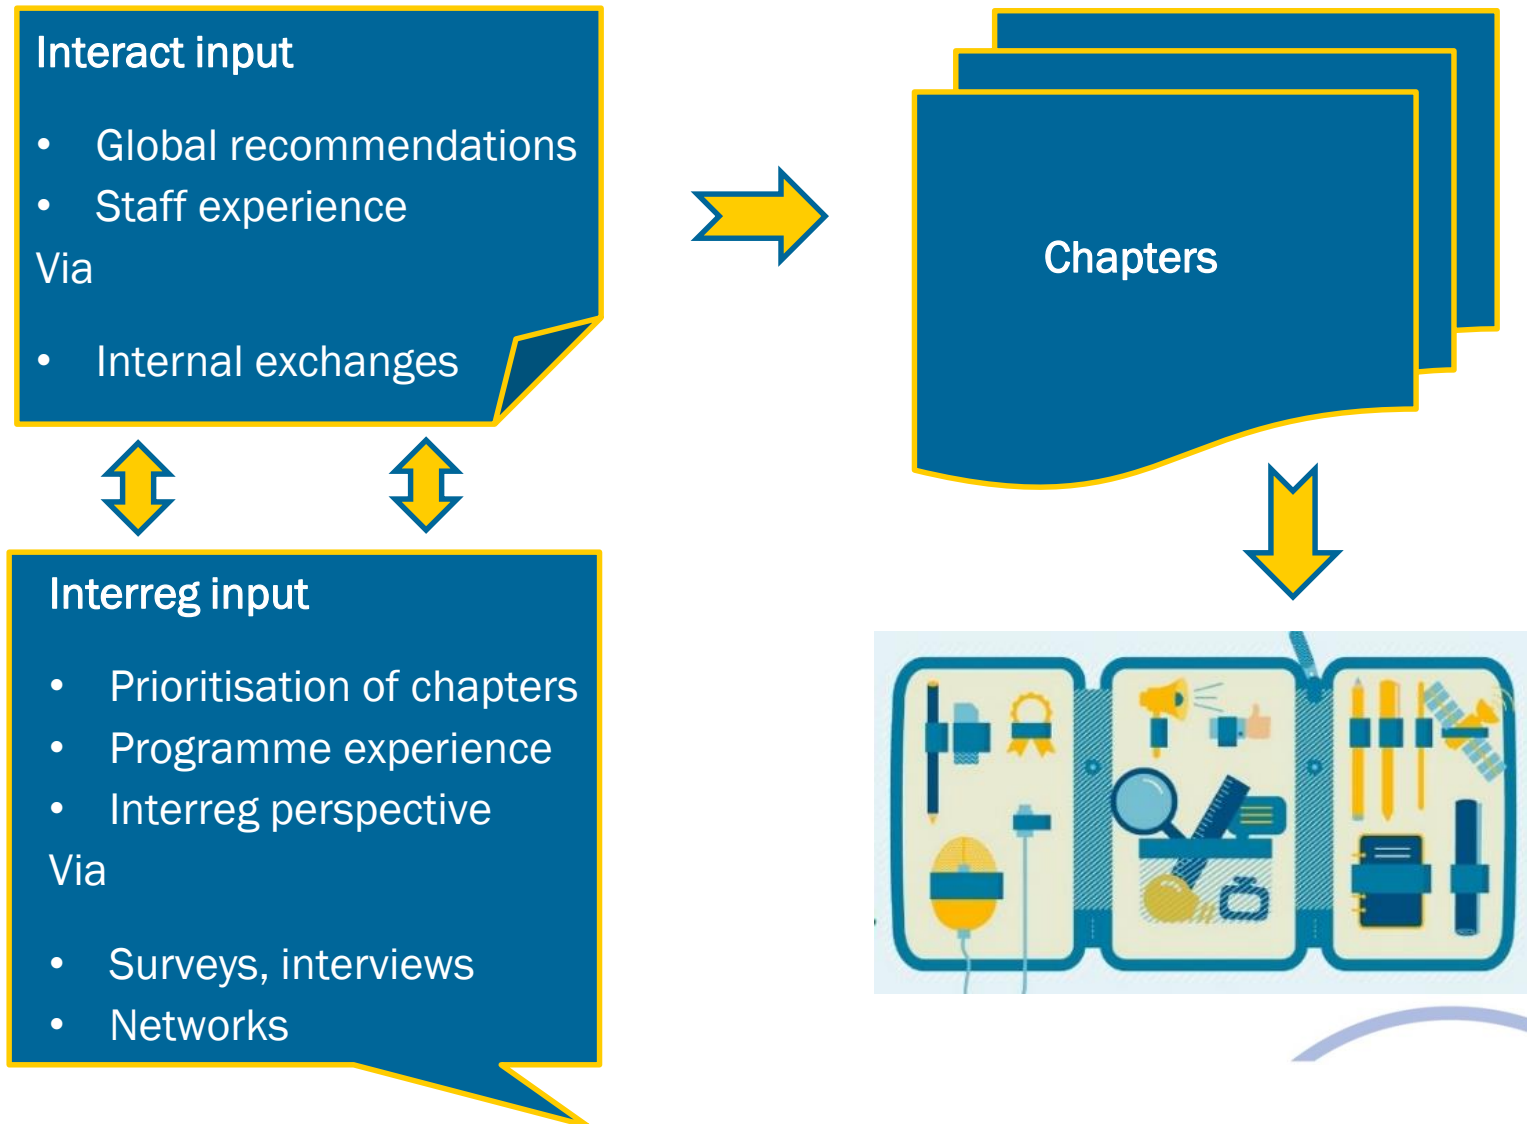 Interact input
• Global recommendations
• Staff experience
Via
• Internal exchanges
Chapters
Interreg input
• Prioritisation of chapters
• Programme experience
• Interreg perspective
Via
• Surveys, interviews
• Networks
#